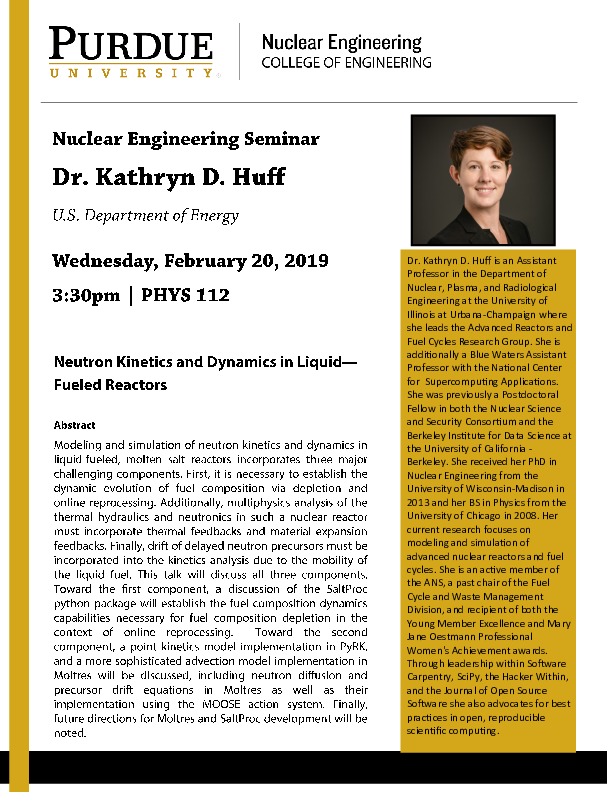 PURDUE
UNIVERSITY
Nuclear Engineering
COLLEGE OF ENGINEERING
Nuclear Engineering Seminar
Dr. Kathryn D. Huff
U.S. Department of Energy
Wednesday, February 20, 2019
3:30pm | PHYS 112
Neutron Kinetics and Dynamics in Liquid—
Fueled Reactors
Abstract
Modeling and simulation of neutron kinetics and dynamics in
liquid-fueled, molten salt reactors incorporates three major
challenging components. First, it is necessary to establish the
dynamic evolution of fuel composition via depletion and
online reprocessing. Additionally, multiphysics analysis of the
thermal hydraulics and neutronics in such a nuclear reactor
must incorporate thermal feedbacks and material expansion
feedbacks. Finally, drift of delayed neutron precursors must be
incorporated into the kinetics analysis due to the mobility of
the liquid fuel. This talk will discuss all three components.
Toward the first component, a discussion of the SaltProc
python package will establish the fuel composition dynamics
capabilities necessary for fuel composition depletion in the
context of online reprocessing. Toward the second
component, a point kinetics model implementation in PyRK,
and a more sophisticated advection model implementation in
Moltres will be discussed, including neutron diffusion and
precursor drift equations in Moltres as well as their
implementation using the MOOSE action system. Finally,
future directions for Moltres and SaltProc development will be
noted.
Dr. Kathryn D. Huff is an Assistant
Professor in the Department of
Nuclear, Plasma, and Radiological
Engineering at the University of
Illinois at Urbana-Champaign where
she leads the Advanced Reactors and
Fuel Cycles Research Group. She is
additionally a Blue Waters Assistant
Professor with the National Center
for Supercomputing Applications.
She was previously a Postdoctoral
Fellow in both the Nuclear Science
and Security Consortium and the
Berkeley Institute for Data Science at
the University of California -
Berkeley. She received her PhD in
Nuclear Engineering from the
University of Wisconsin-Madison in
2013 and her BS in Physics from the
University of Chicago in 2008. Her
current research focuses on
modeling and simulation of
advanced nuclear reactors and fuel
cycles. She is an active member of
the ANS, a past chair of the Fuel
Cycle and Waste Management
Division, and recipient of both the
Young Member Excellence and Mary
Jane Oestmann Professional
Women's Achievement awards.
Through leadership within Software
Carpentry, SciPy, the Hacker Within,
and the Journal of Open Source
Software she also advocates for best
practices in open, reproducible
scientific computing.